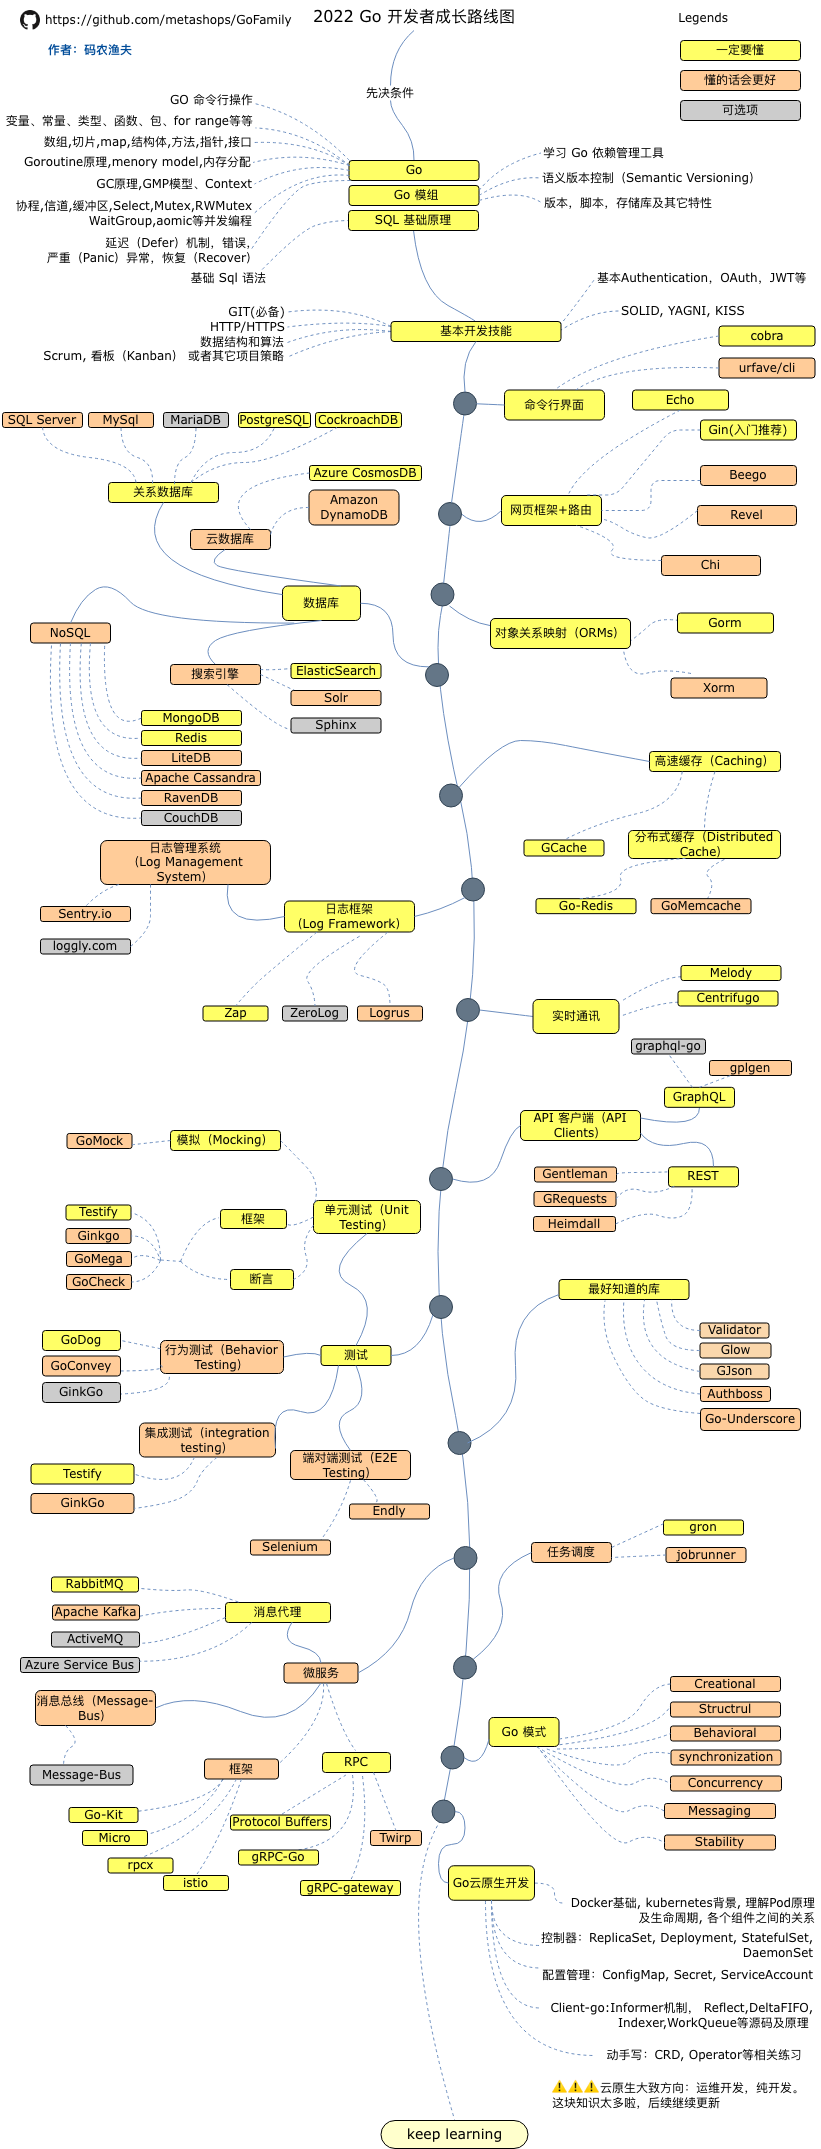 https://github.com/metashops/GoFamily
2022 Go 开发者成长路线图
Legends
作者：码农渔夫
一定要懂
懂的话会更好
可选项
先决条件
GO 命令行操作
变量、常量、类型、函数、包、for range等等
数组,切片,map,结构体,方法,指针,接口
Goroutine原理,menory model,内存分配
GC原理,GMP模型、Context
协程,信道,缓冲区,Select,Mutex,RWMutex
WaitGroup,aomic等并发编程
延迟（Defer）机制，错误，
严重（Panic）异常，恢复（Recover）
基础 Sql 语法
Go
Go 模组
SQL 基础原理
学习 Go 依赖管理工具
语义版本控制（Semantic Versioning）
版本，脚本，存储库及其它特性
GIT(必备)
HTTP/HTTPS
数据结构和算法
Scrum, 看板（Kanban） 或者其它项目策略
基本开发技能
基本Authentication，OAuth，JWT等
SOLID, YAGNI, KISS
cobra
urfave/cli
命令行界面
Echo
Gin(入门推荐)
Beego
Revel
Chi
网页框架+路由
SQL Server
MySql
MariaDB
PostgreSQL
CockroachDB
关系数据库
Azure CosmosDB
Amazon
DynamoDB
云数据库
数据库
对象关系映射（ORMs）
Gorm
Xorm
NoSQL
搜索引擎
ElasticSearch
Solr
Sphinx
MongoDB
Redis
LiteDB
Apache Cassandra
RavenDB
CouchDB
高速缓存（Caching）
GCache
分布式缓存（Distributed
Cache）
Go-Redis
GoMemcache
日志管理系统
(Log Management
System)
Sentry.io
loggly.com
日志框架
(Log Framework)
Zap
ZeroLog
Logrus
实时通讯
Melody
Centrifugo
graphql-go
gplgen
GraphQL
API 客户端（API
Clients）
REST
Gentleman
GRequests
Heimdall
GoMock
模拟（Mocking）
单元测试（Unit
Testing）
框架
断言
Testify
Ginkgo
GoMega
GoCheck
最好知道的库
Validator
Glow
GJson
Authboss
Go-Underscore
测试
行为测试（Behavior
Testing）
GoDog
GoConvey
GinkGo
集成测试（integration
testing）
Testify
GinkGo
端对端测试（E2E
Testing）
Endly
Selenium
任务调度
gron
jobrunner
RabbitMQ
Apache Kafka
ActiveMQ
Azure Service Bus
消息代理
微服务
消息总线（Message-
Bus）
Message-Bus
框架
RPC
Go-Kit
Micro
rpcx
istio
Protocol Buffers
gRPC-Go
gRPC-gateway
Twirp
Go 模式
Creational
Structrul
Behavioral
synchronization
Concurrency
Messaging
Stability
Go云原生开发
Docker基础, kubernetes背景, 理解Pod原理
及生命周期, 各个组件之间的关系
控制器：ReplicaSet, Deployment, StatefulSet,
DaemonSet
配置管理：ConfigMap, Secret, ServiceAccount
Client-go:Informer机制， Reflect,DeltaFIFO,
Indexer,WorkQueue等源码及原理
动手写：CRD, Operator等相关练习
⚠️⚠️⚠️云原生大致方向：运维开发，纯开发。
这块知识太多啦，后续继续更新
keep learning